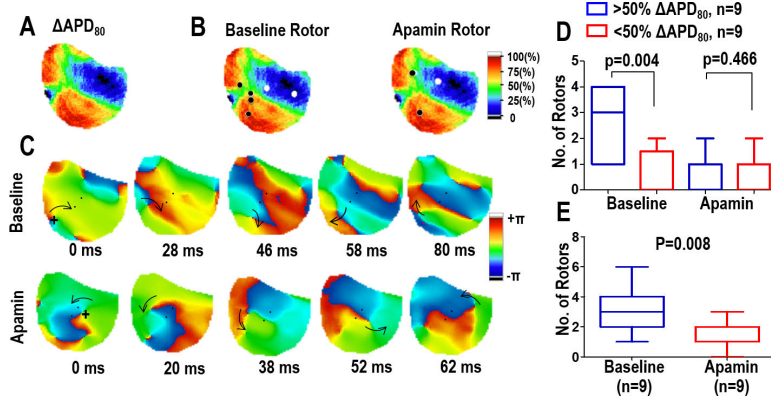 A
ΔAPD80
B
Baseline Rotor
Apamin Rotor
100(%)
75(%)
50(%)
25(%)
0
C
Baseline
0 ms
28 ms
46 ms
58 ms
80 ms
+π
-π
Apamin
0 ms
20 ms
38 ms
52 ms
62 ms
>50% ΔAPD80, n=9
<50% ΔAPD80, n=9
D
p=0.004
p=0.466
No. of Rotors
5
4
3
2
1
0
Baseline
Apamin
E
P=0.008
No. of Rotors
8
6
4
2
0
Baseline
(n=9)
Apamin
(n=9)